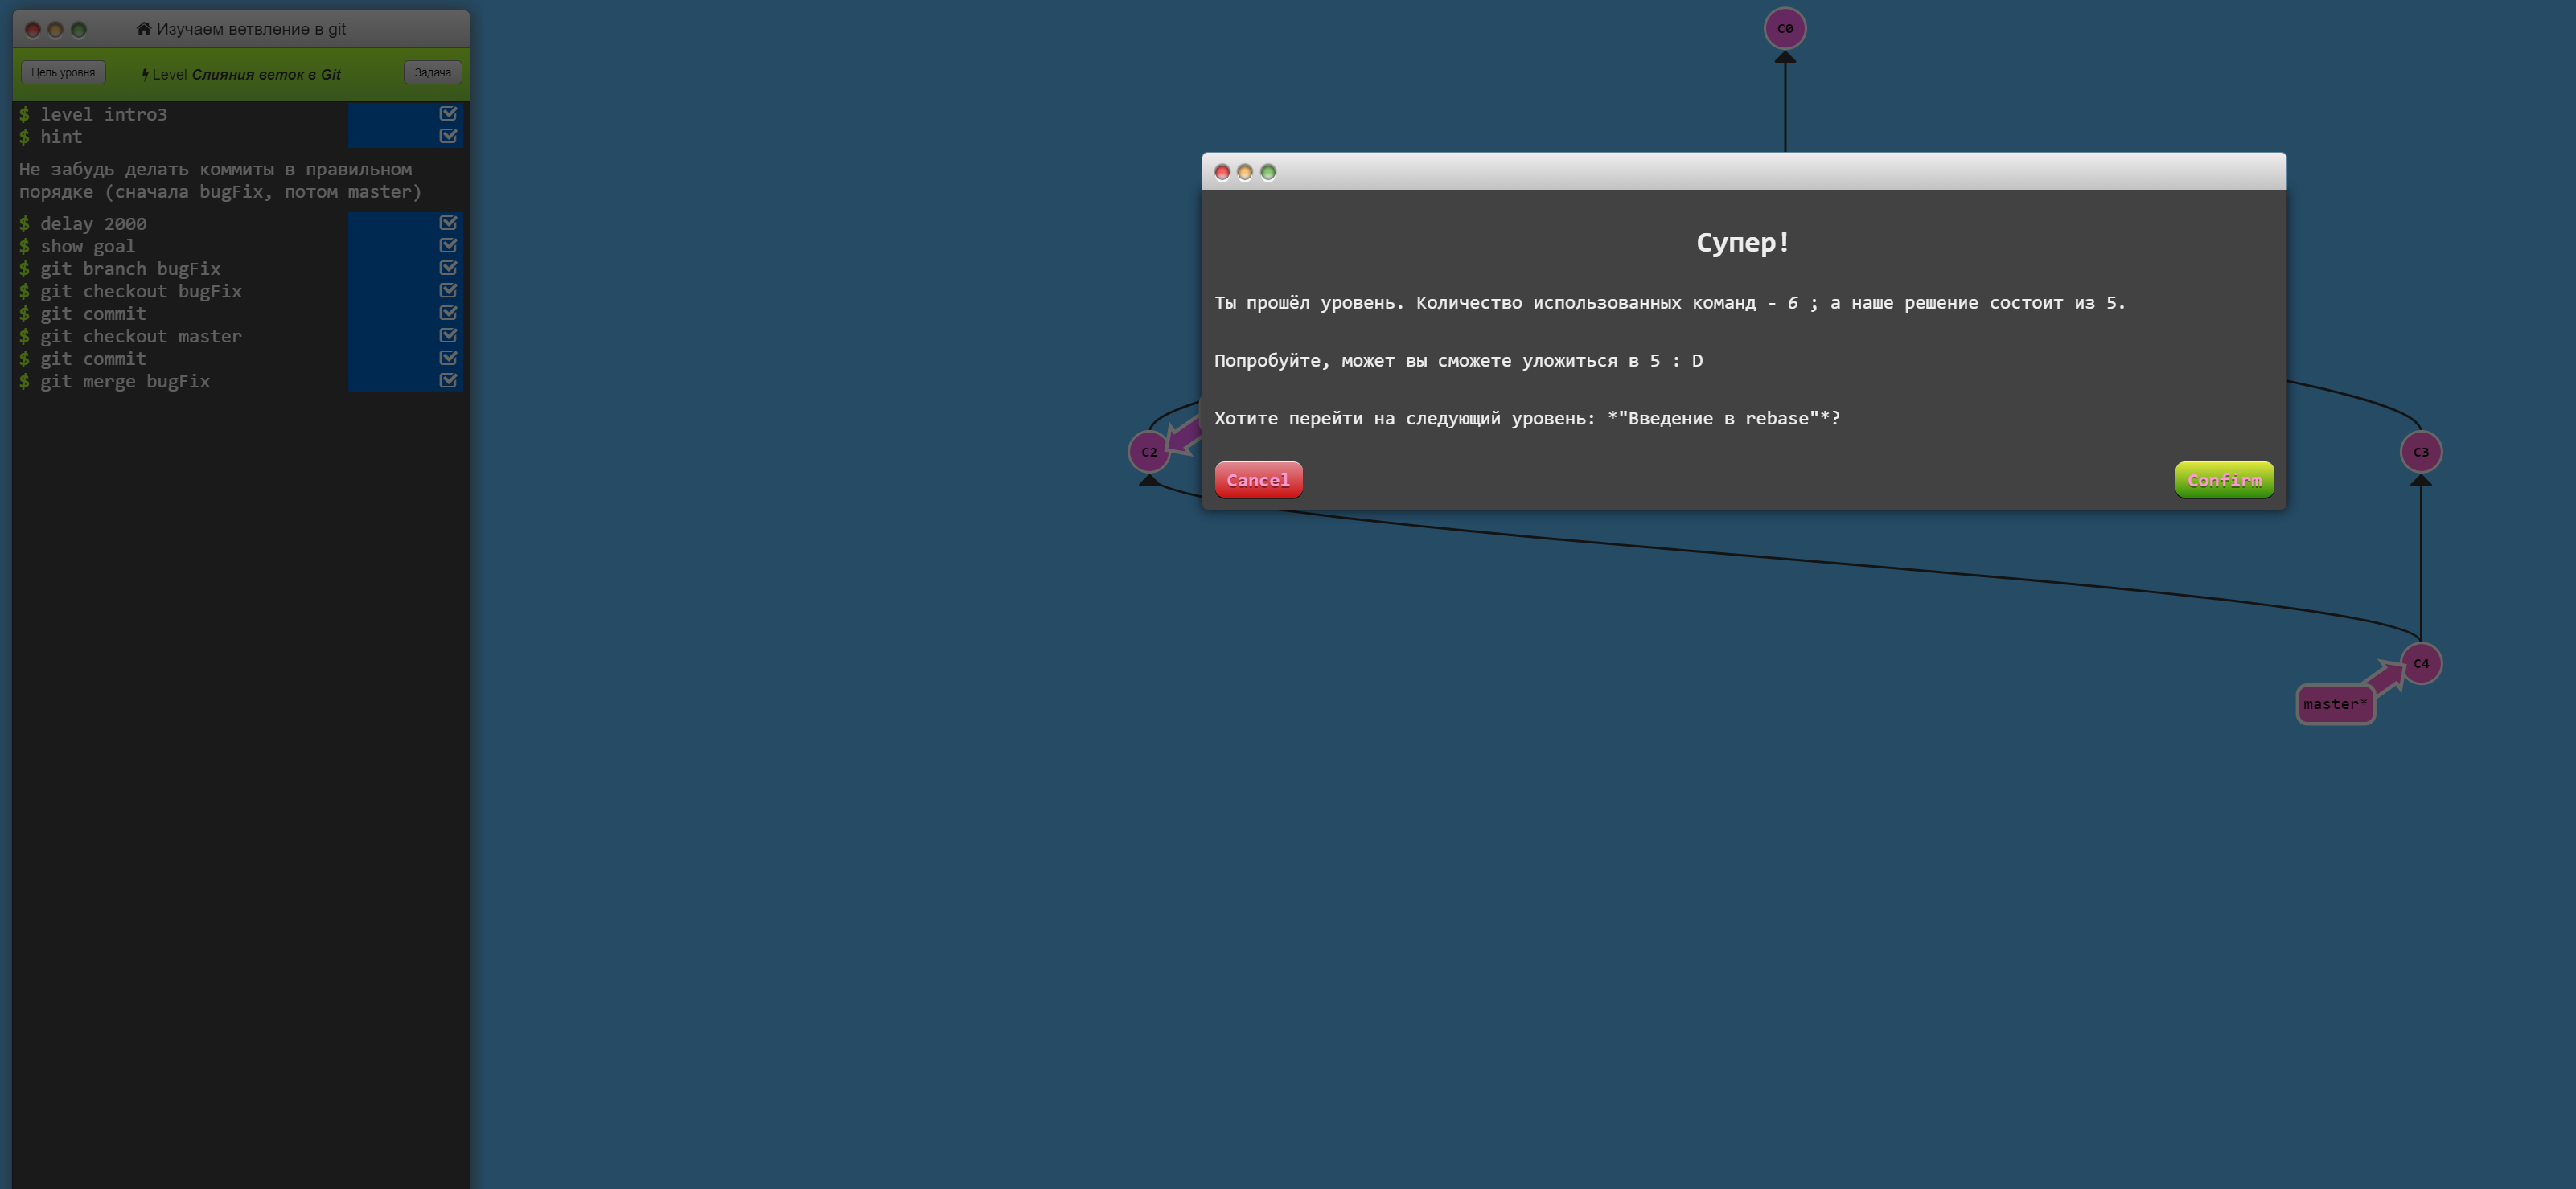 Изучаем ветвление в git
Цель уровня
Level Слияния веток в Git
Задача
$ level intro3
$ hint
Не забудь делать коммиты в правильном
порядке (сначала bugFix, потом master)
$ delay 2000
$ show goal
$ git branch bugFix
$ git checkout bugFix
$ git commit
$ git checkout master
$ git commit
$ git merge bugFix
C0
Супер!
Ты прошёл уровень. Количество использованных команд - 6 ; а наше решение состоит из 5.
Попробуйте, может вы сможете уложиться в 5 : D
Хотите перейти на следующий уровень: *"Введение в rebase"*?
Cancel
Confirm
C2
C3
C4
master*